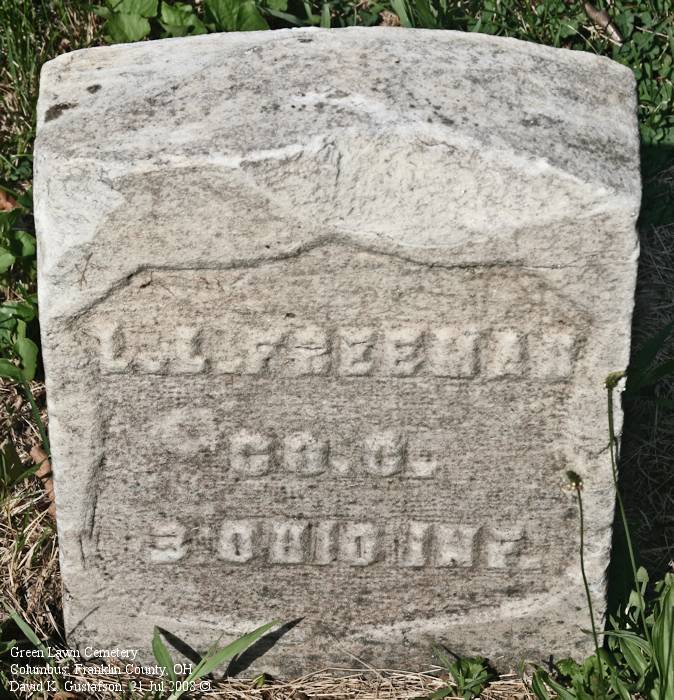 L. L. FREEMAN
CO. C.
3 OHIO INF.
Green Lawn Cemetery
Columbus, Franklin County, OH
David K. Gustafson, 21 Jul 2008 ©